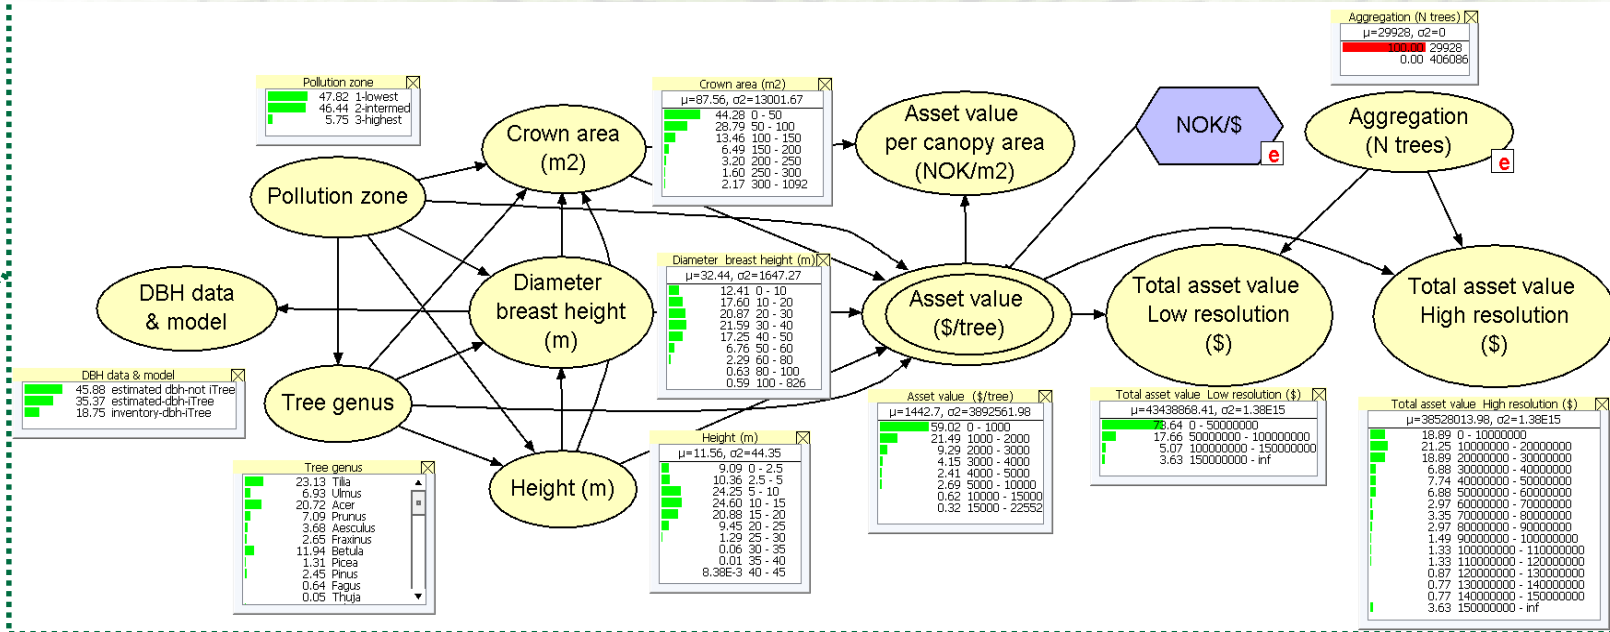 Aggregation (N trees)
μ=29928, σ2=0
100.00 29928
0.00 406086
Pollution zone
47.82 1-lowest
46.44 2-intermed
5.75 3-highest
Crown area (m2)
μ=87.56, σ2=13001.67
44.28 0 - 50
28.79 50 - 100
13.46 100 - 150
6.49 150 - 200
3.20 200 - 250
1.60 250 - 300
2.17 300 - 1092
Crown area
(m2)
Asset value
per canopy area
(NOK/m2)
NOK/$
e
Aggregation
(N trees)
e
Pollution zone
DBH data
& model
Diameter
breast height
(m)
Diameter breast height (m)
μ=32.44, σ2=1647.27
12.41 0 - 10
17.60 10 - 20
20.87 20 - 30
21.59 30 - 40
17.25 40 - 50
6.76 50 - 60
2.29 60 - 80
0.63 80 - 100
0.59 100 - 826
Asset value
($/tree)
Total asset value
Low resolution
($)
Total asset value
High resolution
($)
DBH data & model
45.88 estimated dbh-not iTree
35.37 estimated-dbh-iTree
18.75 inventory-dbh-iTree
Tree genus
Height (m)
Tree genus
23.13 Tilia
6.93 Ulmus
20.72 Acer
7.09 Prunus
3.68 Aesculus
2.65 Fraxinus
11.94 Betula
1.31 Picea
2.45 Pinus
0.64 Fagus
0.05 Thuja
Height (m)
μ=11.56, σ2=44.35
9.09 0 - 2.5
10.36 2.5 - 5
24.25 5 - 10
24.60 10 - 15
20.88 15 - 20
9.45 20 - 25
1.29 25 - 30
0.06 30 - 35
0.01 35 - 40
8.38E-3 40 - 45
Asset value ($/tree)
μ=1442.7, σ2=3892561.98
59.02 0 - 1000
21.49 1000 - 2000
9.29 2000 - 3000
4.15 3000 - 4000
2.41 4000 - 5000
2.69 5000 - 10000
0.62 10000 - 15000
0.32 15000 - 22552
Total asset value Low resolution ($)
μ=43438868.41, σ2=1.38E15
73.64 0 - 50000000
17.66 50000000 - 100000000
5.07 100000000 - 150000000
3.63 150000000 - inf
Total asset value High resolution ($)
μ=38528013.98, σ2=1.38E15
18.89 0 - 10000000
21.25 10000000 - 20000000
18.89 20000000 - 30000000
6.88 30000000 - 40000000
7.74 40000000 - 50000000
6.88 50000000 - 60000000
2.97 60000000 - 70000000
3.35 70000000 - 80000000
2.97 80000000 - 90000000
1.49 90000000 - 100000000
1.33 100000000 - 110000000
1.33 110000000 - 120000000
0.87 120000000 - 130000000
0.77 130000000 - 140000000
0.77 140000000 - 150000000
3.63 150000000 - inf